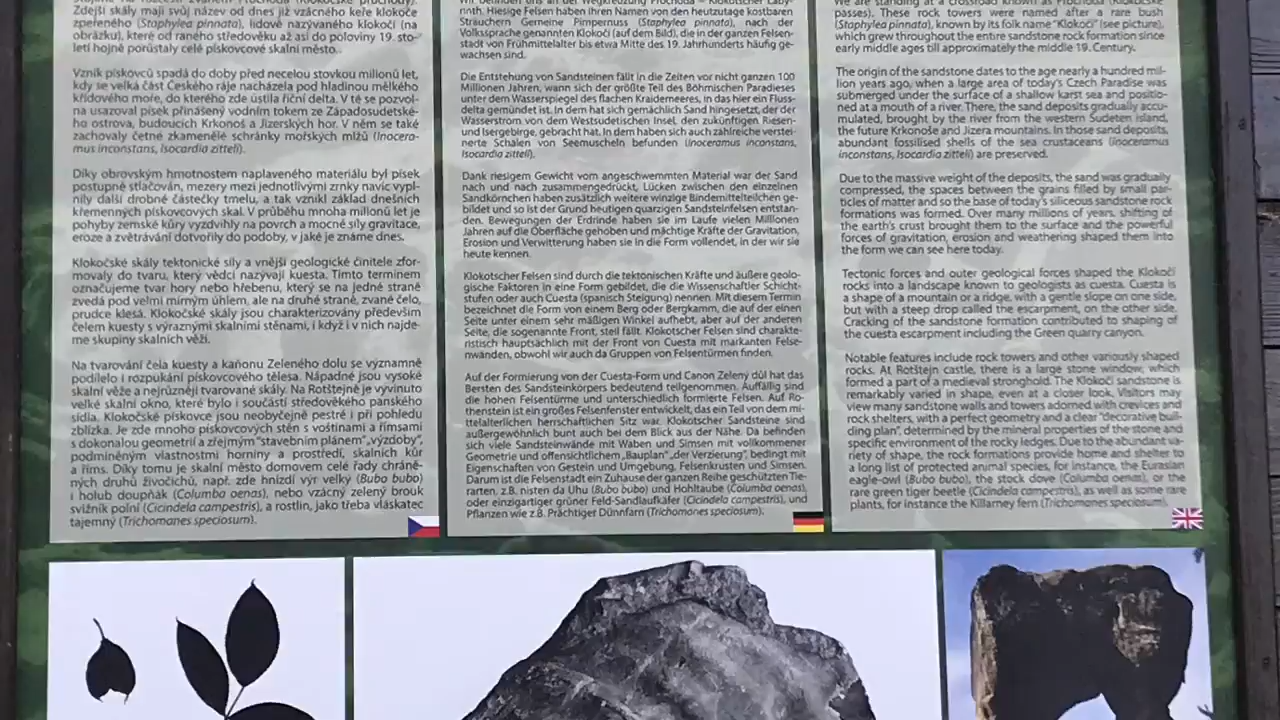 Zdejší skály mají svůj název od dnes již vzácného keře klokoče
zpeřeného (Staphylea pinnata), lidově nazývaného klokočí (na
obrázku), které od raného středověku až asi do poloviny 19. sto-
letí hojně porůstaly celé pískovcové skalní město.
Vznik pískovců spadá do doby před necelou stovkou milionů let,
kdy se velká část Českého ráje nacházela pod hladinou mělkého
křídového moře, do kterého zde ústila říční delta. V té se pozvol-
na usazoval písek přinášený vodním tokem ze Západosudetské-
ho ostrova, budoucích Krkonoš a Jizerských hor. V něm se také
zachovaly četné zkamenělé schránky mořských mlžů (Inocera-
mus inconstans, Isocardia zitteli).
Díky obrovským hmotnostem naplaveného materiálu byl písek
postupně stlačován, mezery mezi jednotlivými zrnky navíc vypl-
nily další drobné částečky tmelu, a tak vznikl základ dnešních
křemenných pískovcových skal. V průběhu mnoha milionů let je
pohyby zemské kůry vyzdvihly na povrch a mocné síly gravitace,
eroze a zvětrávání dotvořily do podoby, v jaké je známe dnes.
Klokočské skály tektonické síly a vnější geologické činitele zfor-
movaly do tvaru, který vědci nazývají kuesta. Tímto termínem
označujeme tvar hory nebo hřebenu, který se na jedné straně
zvedá pod velmi mírným úhlem, ale na druhé straně, zvané čelo,
prudce klesá. Klokočské skály jsou charakterizovány především
čelem kuesty s výraznými skalními stěnami, i když i v nich najde-
me skupiny skalních věží.
Na tvarování čela kuesty a kaňonu Zeleného dolu se významně
podílelo i rozpukání pískovcového tělesa. Nápadné jsou vysoké
skalní věže a nejrůzněji tvarované skály. Na Rotštejně je vyvinuto
velké skalní okno, které bylo i součástí středověkého panského
sídla. Klokočské pískovce jsou neobyčejně pestré i při pohledu
zblízka. Je zde mnoho pískovcových stěn s voštinami a římsami
s dokonalou geometrií a zřejmým "stavebním plánem" „výzdoby",
podmíněným vlastnostmi horniny a prostředí, skalních kůr
a říms. Díky tomu je skalní město domovem celé řady chráně-
ných druhů živočichů, např. zde hnízdí výr velký (Bubo bubo)
i holub doupňák (Columba oenas), nebo vzácný zelený brouk
svižník polní (Cicindela campestris), a rostlin, jako třeba vláskatec
tajemný (Trichomanes speciosum).
rinth. Hiesige Felsen haben Ihren Namen von den heutzutage kostbaren
Sträuchern Gemeine Pimpernuss (Staphylea pinnata), nach der
Volkssprache genannten Klokočí (auf dem Bild), die in der ganzen Felsen-
stadt von Frühmittelalter bis etwa Mitte des 19. Jahrhunderts häufig ge-
wachsen sind.
Die Entstehung von Sandsteinen fällt in die Zeiten vor nicht ganzen 100
Millionen Jahren, wann sich der größte Teil des Böhmischen Paradieses
unter dem Wasserspiegel des flachen Kraidemeeres, in das hier ein Fluss-
delta gemündet ist. In dem hat sich gemächlich Sand hingesetzt, der der
Wasserstrom von dem Westsudetischen Insel, den zukünftigen Riesen-
und Isergebirge, gebracht hat. In dem haben sich auch zahlreiche verstei-
nerte Schalen von Seemuscheln befunden (Inoceramus inconstans,
Isocardia zitteli).
Dank riesigem Gewicht vom angeschwemmten Material war der Sand
nach und nach zusammengedrückt, Lücken zwischen den einzelnen
Sandkörnchen haben zusätzlich weitere winzige Bindemittelteilchen ge-
bildet und so ist der Grund heutigen quarzigen Sandsteinfelsen entstan-
den. Bewegungen der Erdrinde haben sie im Laufe vielen Millionen
Jahren auf die Oberfläche gehoben und mächtige Kräfte der Gravitation,
Erosion und Verwitterung haben sie in die Form vollendet, in der wir sie
heute kennen.
Klokotscher Felsen sind durch die tektonischen Kräfte und äußere geolo-
gische Faktoren in eine Form gebildet, die die Wissenschaftler Schicht-
stufen oder auch Cuesta (spanisch Steigung) nennen. Mit diesem Termin
bezeichnet die Form von einem Berg oder Bergkamm, die auf der einen
Seite unter einem sehr mäßigen Winkel aufhebt, aber auf der anderen
Seite, die sogenannte Front, steil fällt. Klokotscher Felsen sind charakte-
ristisch hauptsächlich mit der Front von Cuesta mit markanten Felse-
nwänden, obwohl wir auch da Gruppen von Felsentürmen finden.
Auf der Formierung von der Cuesta-Form und Canon Zelený důl hat das
Bersten des Sandsteinkörpers bedeutend teilgenommen. Auffällig sind
die hohen Felsentürme und unterschiedlich formierte Felsen. Auf Ro-
thenstein ist ein großes Felsenfenster entwickelt, das ein Teil von dem mi-
ttelalterlichen herrschaftlichen Sitz war. Klokotscher Sandsteine sind
außergewöhnlich bunt auch bei dem Blick aus der Nähe. Da befinden
sich viele Sandsteinwände mit Waben und Simsen mit vollkommener
Geometrie und offensichtlichem „Bauplan" „der Verzierung", bedingt mit
Eigenschaften von Gestein und Umgebung, Felsenkrusten und Simsen.
Darum ist die Felsenstadt ein Zuhause der ganzen Reihe geschützten Tie-
rarten, z.B. nisten da Uhu (Bubo bubo) und Hohltaube (Columba oenas),
oder einzigartiger grüner Feld-Sandlaufkäfer (Cicindela campestris), und
Pflanzen wie z.B. Prächtiger Dünnfarn (Trichomanes speciosum).
We are standing at a crossroad known as Plochoda (Klokočské
passes). These rock towers were named after a rare bush
(Staphylea pinnata), known by its folk name "Klokočí" (see picture),
which grew throughout the entire sandstone rock formation since
early middle ages till approximately the middle 19. Century.
The origin of the sandstone dates to the age nearly a hundred mil-
lion years ago, when a large area of today's Czech Paradise was
submerged under the surface of a shallow karst sea and positio-
ned at a mouth of a river. There, the sand deposits gradually accu-
mulated, brought by the river from the western Sudeten island,
the future Krkonoše and Jizera mountains. In those sand deposits,
abundant fossilised shells of the sea crustaceans (Inoceramus
inconstans, Isocardia zitteli) are preserved.
Due to the massive weight of the deposits, the sand was gradually
compressed, the spaces between the grains filled by small par-
ticles of matter and so the base of today's siliceous sandstone rock
formations was formed. Over many millions of years, shifting of
the earth's crust brought them to the surface and the powerful
forces of gravitation, erosion and weathering shaped them into
the form we can see here today.
Tectonic forces and outer geological forces shaped the Klokočí
rocks into a landscape known to geologists as cuesta. Cuesta is
a shape of a mountain or a ridge, with a gentle slope on one side,
but with a steep drop called the escarpment, on the other side.
Cracking of the sandstone formation contributed to shaping of
the cuesta escarpment including the Green quarry canyon.
Notable features include rock towers and other variously shaped
rocks. At Rotštejn castle, there is a large stone window, which
formed a part of a medieval stronghold. The Klokočí sandstone is
remarkably varied in shape, even at a closer look. Visitors may
view many sandstone walls and towers adorned with crevices and
rock shelters, with a perfect geometry and a clear "decorative buil-
ding plan", determined by the mineral properties of the stone and
specific environment of the rocky ledges. Due to the abundant va-
riety of shape, the rock formations provide home and shelter to
a long list of protected animal species, for instance, the Eurasian
eagle-owl (Bubo bubo), the stock dove (Columba oenas), or the
rare green tiger beetle (Cicindela campestris), as well as some rare
plants, for instance the Killarney fern (Trichomanes speciosum).